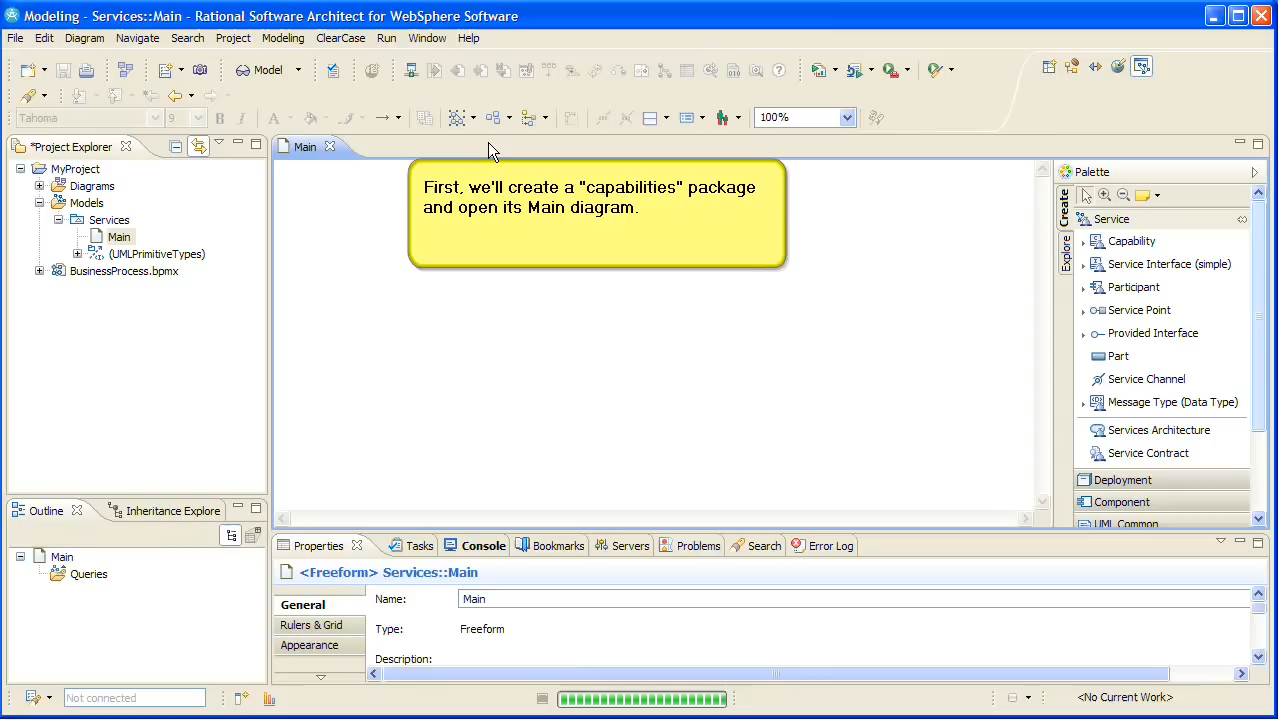 Modeling - Services::Main - Rational Software Architect for WebSphere Software
File Edit Diagram Navigate Search Project Modeling ClearCase Run Window Help
Model
Tahoma 9 B I A 100%
*Project Explorer
MyProject
Diagrams
Models
Services
Main
(UMLPrimitiveTypes)
BusinessProcess.bpmx
Main
First, we'll create a "capabilities" package
and open its Main diagram.
Palette
Create
Explore
Service
Capability
Service Interface (simple)
Participant
Service Point
Provided Interface
Part
Service Channel
Message Type (Data Type)
Services Architecture
Service Contract
Deployment
Component
UML Common
Outline Inheritance Explore
Main
Queries
Properties Tasks Console Bookmarks Servers Problems Search Error Log
<Freeform> Services::Main
General
Rulers & Grid
Appearance
Name: Main
Type: Freeform
Description:
Not connected
<No Current Work>